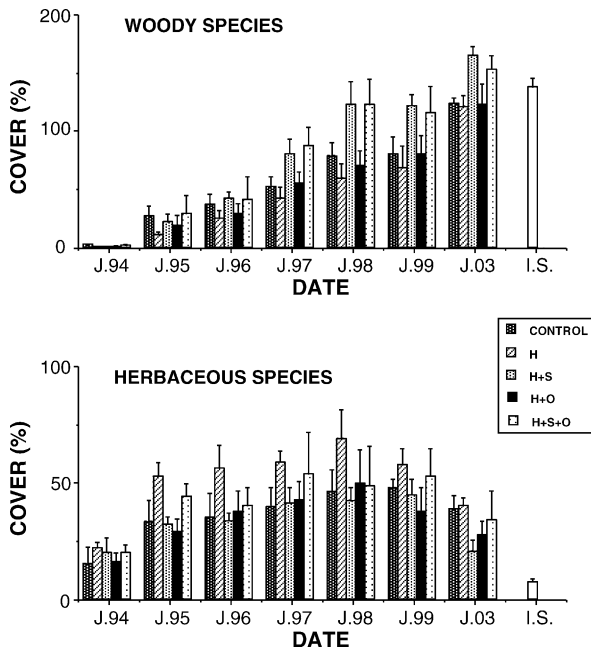 WOODY SPECIES
COVER (%)
200
100
0
J.94 J.95 J.96 J.97 J.98 J.99 J.03 I.S.
DATE
CONTROL
H
H+S
H+O
H+S+O
HERBACEOUS SPECIES
COVER (%)
100
50
0
J.94 J.95 J.96 J.97 J.98 J.99 J.03 I.S.
DATE